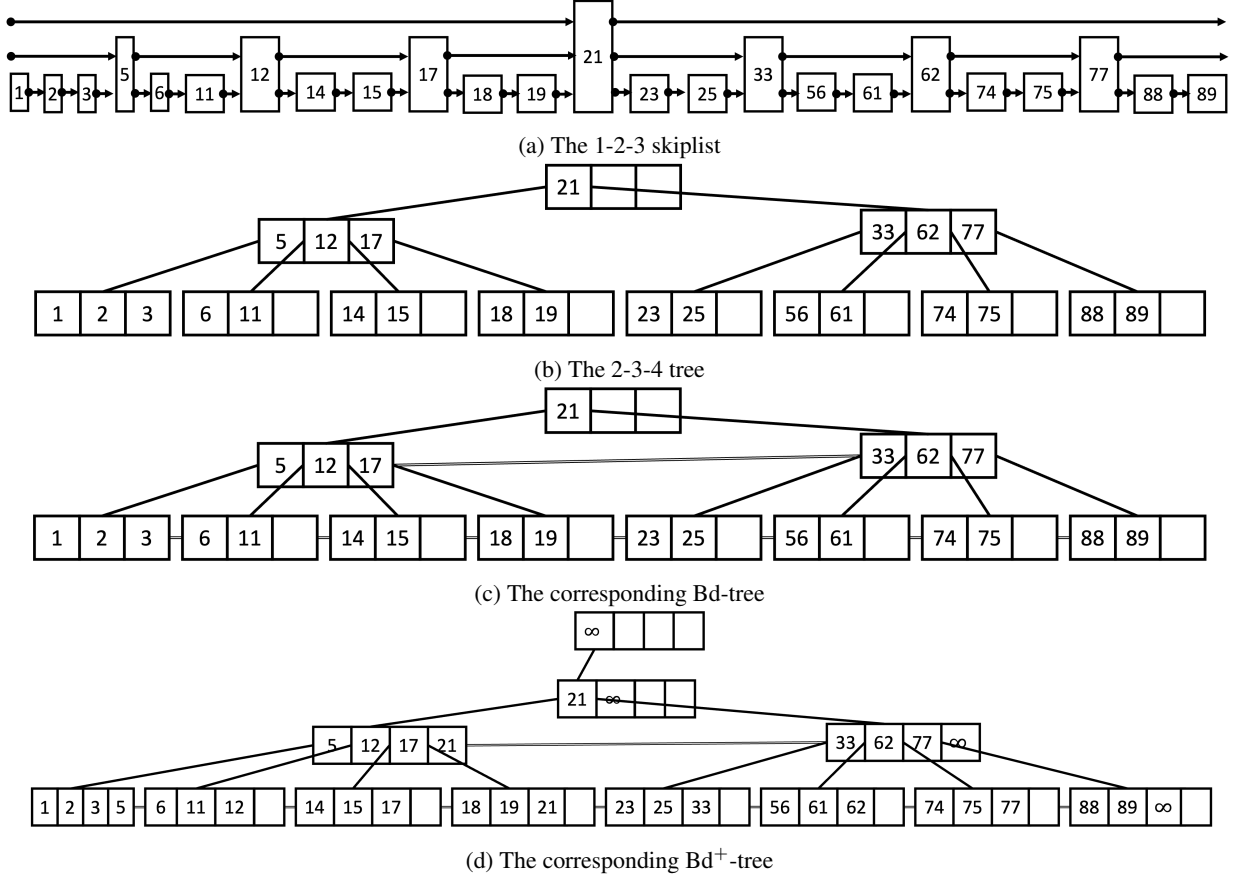 1 2 3 5 6 11 12 14 15 17 18 19 21 23 25 33 56 61 62 74 75 77 88 89
(a) The 1-2-3 skiplist
21
5 12 17 33 62 77
1 2 3 6 11 14 15 18 19 23 25 56 61 74 75 88 89
(b) The 2-3-4 tree
21
5 12 17 33 62 77
1 2 3 6 11 14 15 18 19 23 25 56 61 74 75 88 89
(c) The corresponding Bd-tree
∞
21 ∞
5 12 17 21 33 62 77 ∞
1 2 3 5 6 11 12 14 15 17 18 19 21 23 25 33 56 61 62 74 75 77 88 89 ∞
(d) The corresponding Bd⁺-tree